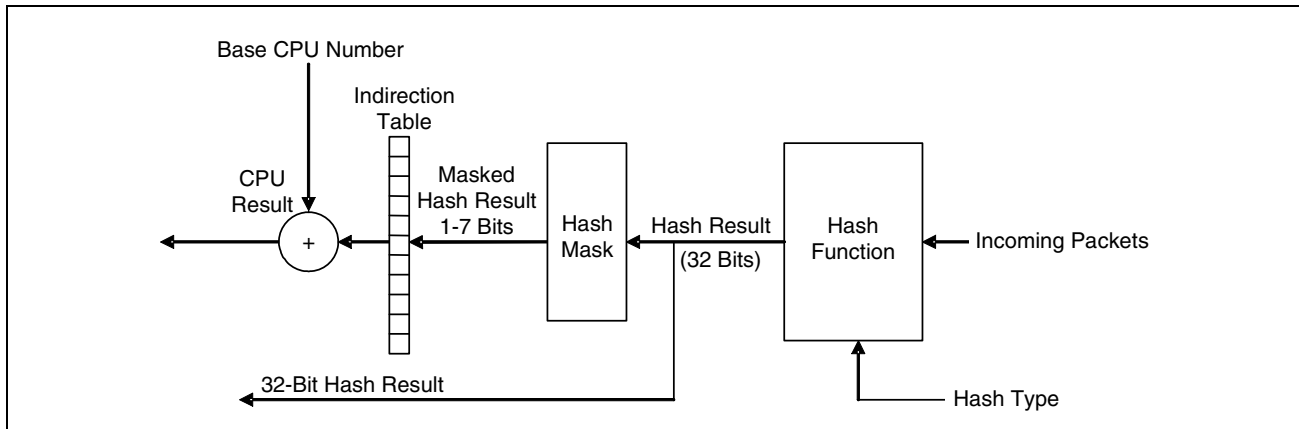 Base CPU Number
Indirection
Table
CPU
Result
+
Masked
Hash Result
1-7 Bits
Hash
Mask
Hash Result
(32 Bits)
Hash
Function
Incoming Packets
32-Bit Hash Result
Hash Type